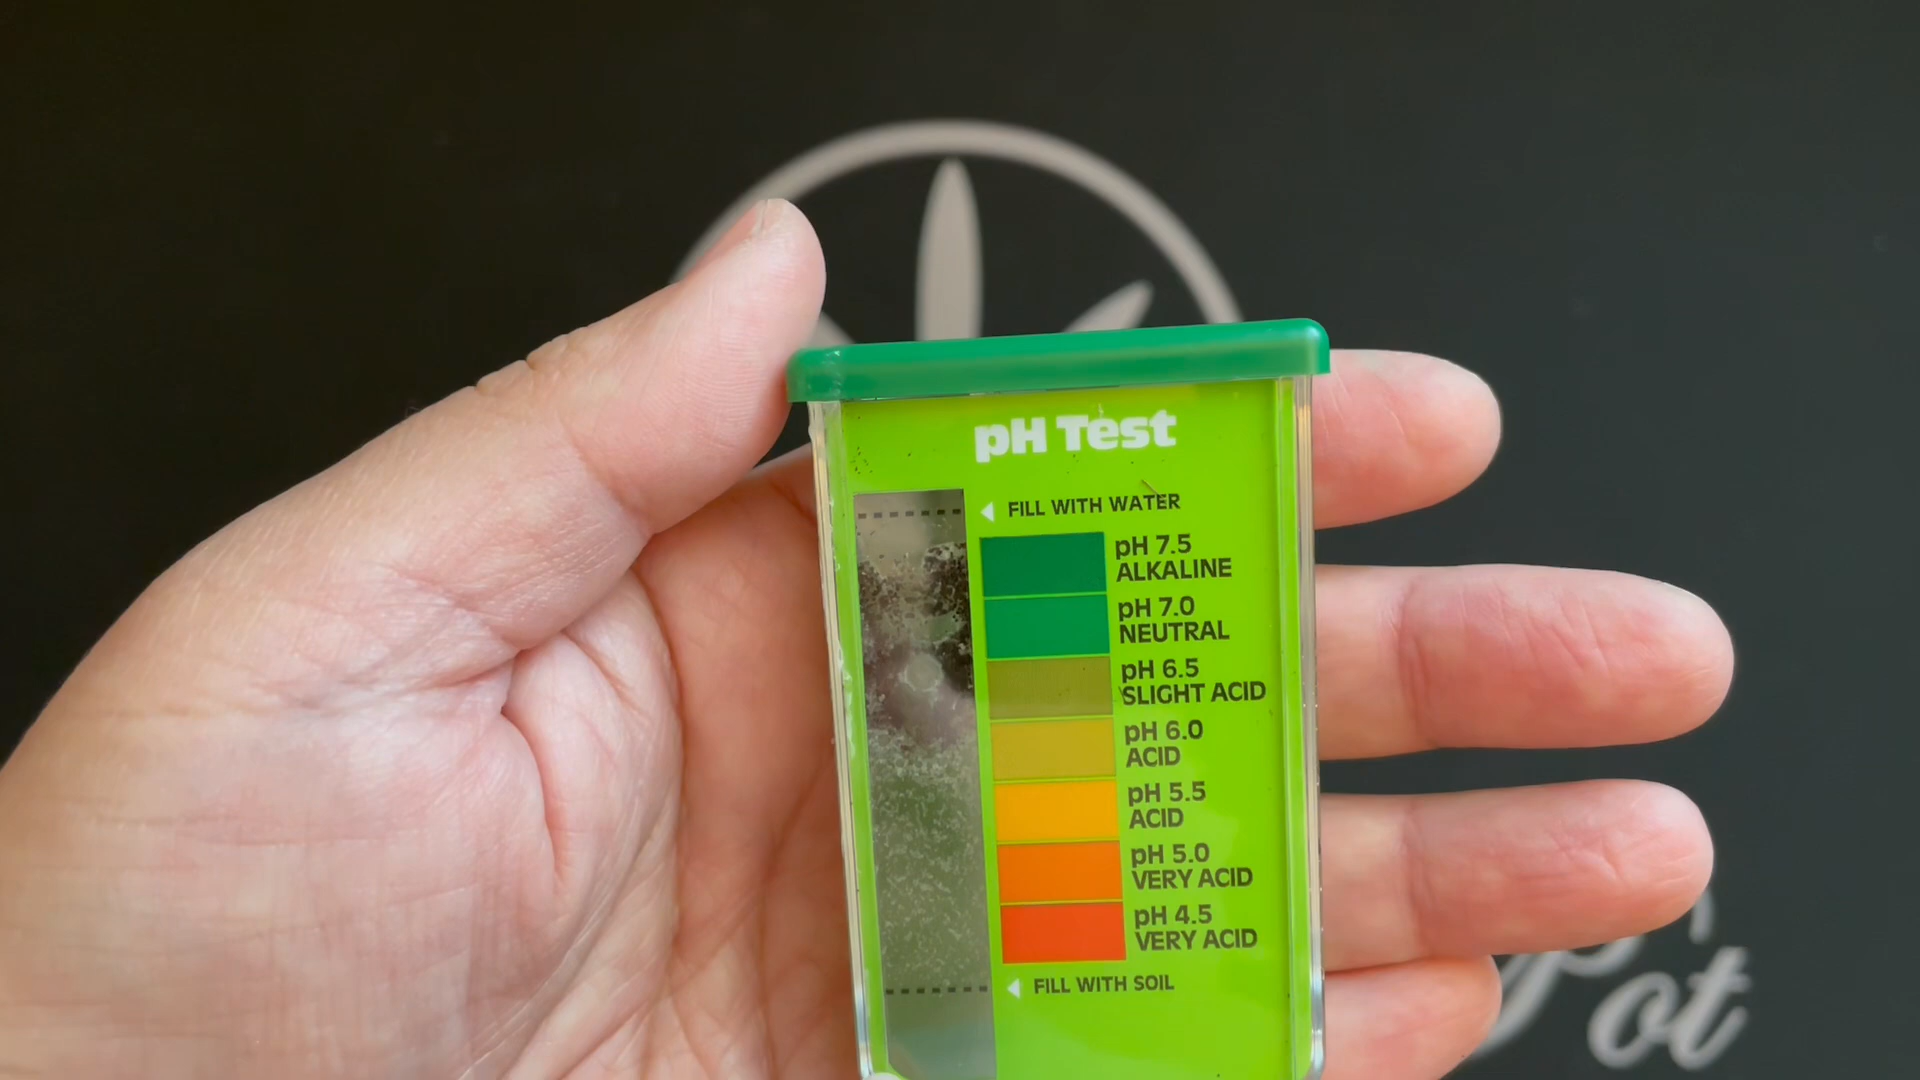 pH Test
FILL WITH WATER
pH 7.5
ALKALINE
pH 7.0
NEUTRAL
pH 6.5
SLIGHT ACID
pH 6.0
ACID
pH 5.5
ACID
pH 5.0
VERY ACID
pH 4.5
VERY ACID
FILL WITH SOIL
Pot